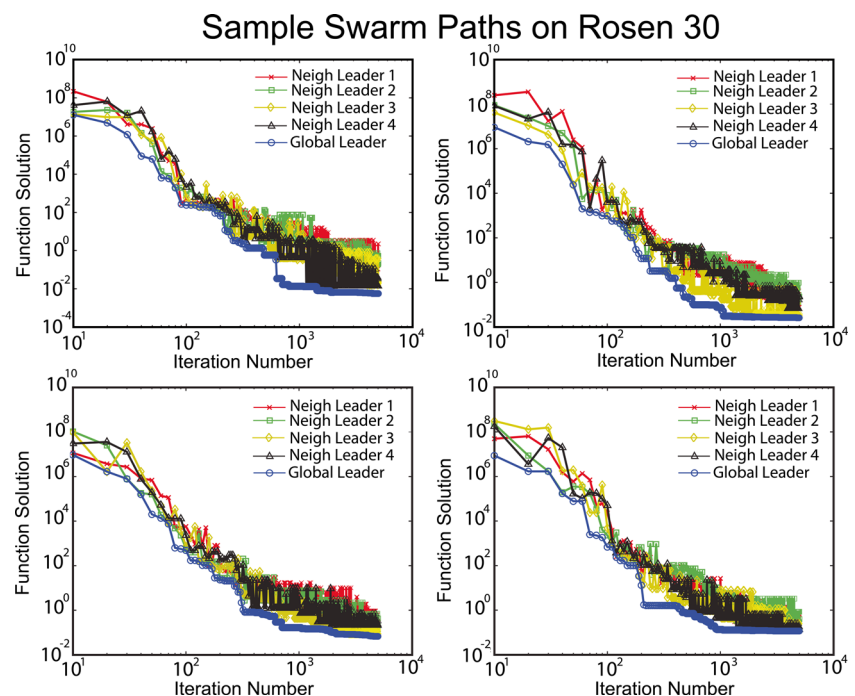 Sample Swarm Paths on Rosen 30
10^10
10^8
10^6
10^4
10^2
10^0
10^-2
10^-4
Function Solution
Neigh Leader 1
Neigh Leader 2
Neigh Leader 3
Neigh Leader 4
Global Leader
10^1
10^2
10^3
10^4
Iteration Number
10^10
10^8
10^6
10^4
10^2
10^0
10^-2
Function Solution
Neigh Leader 1
Neigh Leader 2
Neigh Leader 3
Neigh Leader 4
Global Leader
10^1
10^2
10^3
10^4
Iteration Number
10^10
10^8
10^6
10^4
10^2
10^0
10^-2
Function Solution
Neigh Leader 1
Neigh Leader 2
Neigh Leader 3
Neigh Leader 4
Global Leader
10^1
10^2
10^3
10^4
Iteration Number
10^10
10^8
10^6
10^4
10^2
10^0
10^-2
Function Solution
Neigh Leader 1
Neigh Leader 2
Neigh Leader 3
Neigh Leader 4
Global Leader
10^1
10^2
10^3
10^4
Iteration Number